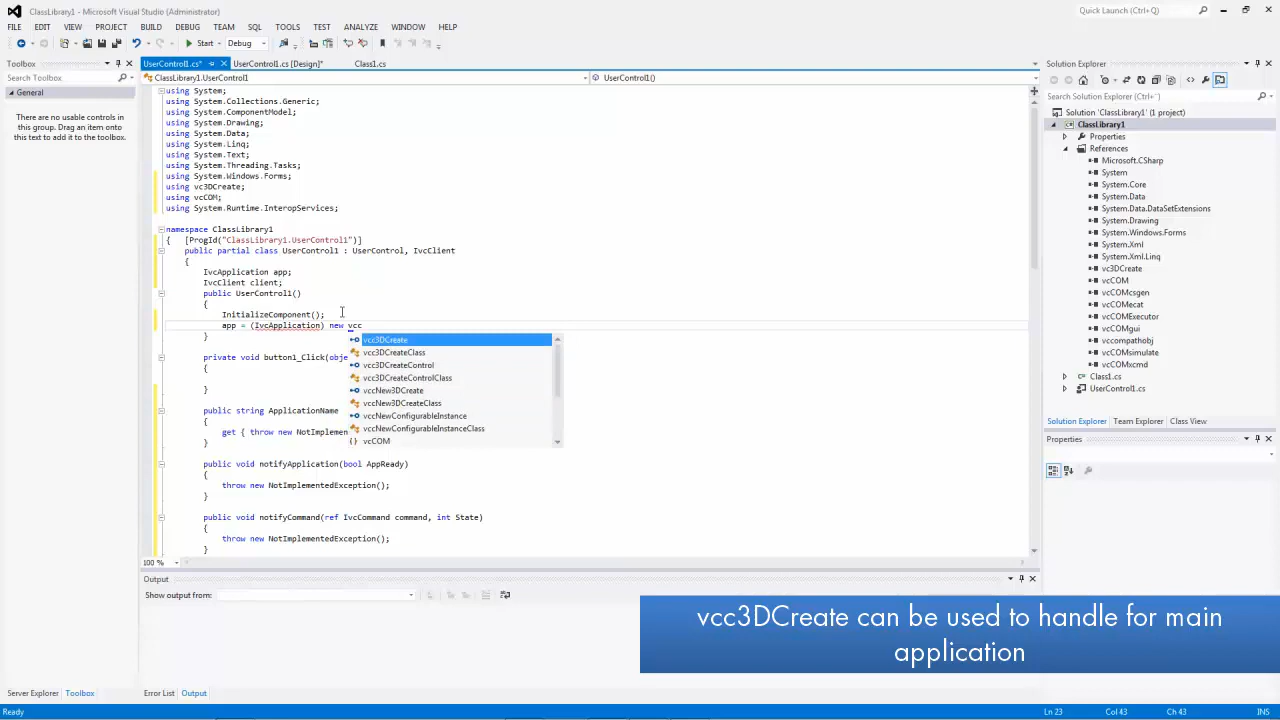 ClassLibrary1 - Microsoft Visual Studio (Administrator)
Quick Launch (Ctrl+Q)
FILE EDIT VIEW PROJECT BUILD DEBUG TEAM SQL TOOLS TEST ANALYZE WINDOW HELP
Start Debug
Toolbox
Search Toolbox
General
There are no usable controls in
this group. Drag an item onto
this text to add it to the toolbox.
UserControl1.cs* UserControl1.cs [Design]* Class1.cs
ClassLibrary1.UserControl1 UserControl1()
using System;
using System.Collections.Generic;
using System.ComponentModel;
using System.Drawing;
using System.Data;
using System.Linq;
using System.Text;
using System.Threading.Tasks;
using System.Windows.Forms;
using vc3DCreate;
using vcCOM;
using System.Runtime.InteropServices;
namespace ClassLibrary1
{ [ProgId("ClassLibrary1.UserControl1")]
public partial class UserControl1 : UserControl, IvcClient
{
IvcApplication app;
IvcClient client;
public UserControl1()
{
InitializeComponent();
app = (IvcApplication) new vcc
}
private void button1_Click(obje
{
}
public string ApplicationName
{
get { throw new NotImplemen
}
public void notifyApplication(bool AppReady)
{
throw new NotImplementedException();
}
public void notifyCommand(ref IvcCommand command, int State)
{
throw new NotImplementedException();
}
vcc3DCreate
vcc3DCreateClass
vcc3DCreateControl
vcc3DCreateControlClass
vccNew3DCreate
vccNew3DCreateClass
vccNewConfigurableInstance
vccNewConfigurableInstanceClass
{} vcCOM
100 %
Output
Show output from:
Solution Explorer
Search Solution Explorer (Ctrl+¨)
Solution 'ClassLibrary1' (1 project)
ClassLibrary1
Properties
References
Microsoft.CSharp
System
System.Core
System.Data
System.Data.DataSetExtensions
System.Drawing
System.Windows.Forms
System.Xml
System.Xml.Linq
vc3DCreate
vcCOM
vcCOMcsgen
vcCOMecat
vcCOMExecutor
vcCOMgui
vccompathobj
vcCOMsimulate
vcCOMxcmd
Class1.cs
UserControl1.cs
Solution Explorer Team Explorer Class View
Properties
vcc3DCreate can be used to handle for main
application
Server Explorer Toolbox Error List Output
Ready Ln 23 Col 43 Ch 43 INS